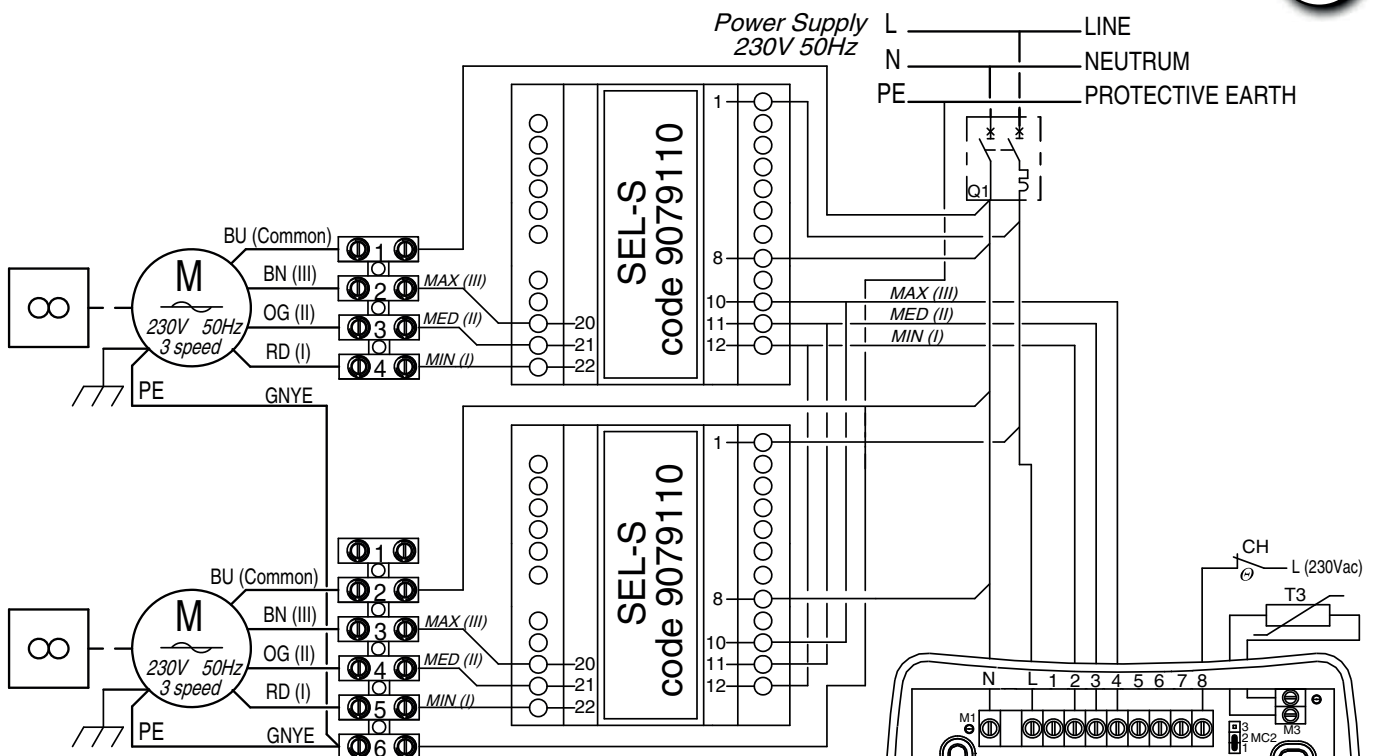 Power Supply
230V 50Hz
L
LINE
N
NEUTRUM
PE
PROTECTIVE EARTH
Q1
SEL-S
code 9079110
1
8
10
11
12
20
21
22
MAX (III)
MED (II)
MIN (I)
M
230V 50Hz
3 speed
BU (Common)
BN (III)
OG (II)
RD (I)
PE
GNYE
1
2
3
4
MAX (III)
MED (II)
MIN (I)
SEL-S
code 9079110
1
8
10
11
12
20
21
22
M
230V 50Hz
3 speed
BU (Common)
BN (III)
OG (II)
RD (I)
PE
GNYE
1
2
3
4
5
6
MAX (III)
MED (II)
MIN (I)
CH
L (230Vac)
T3
N L 1 2 3 4 5 6 7 8
M1
M3
3
2
1
MC2